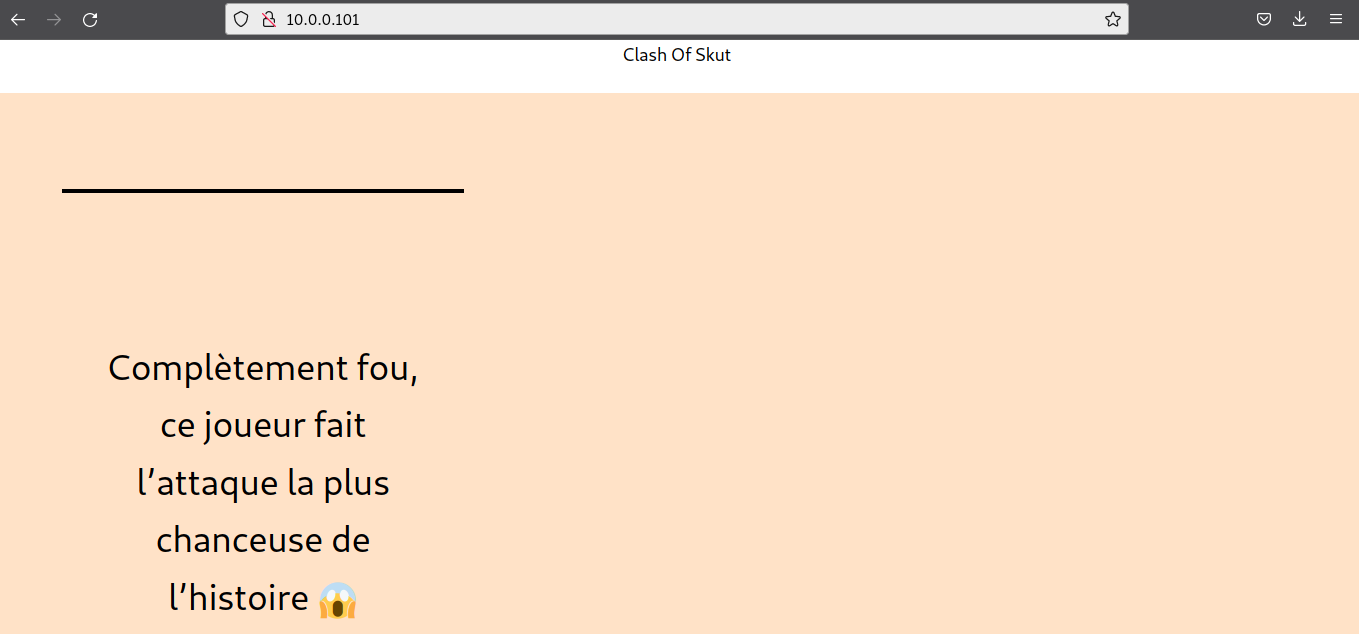 10.0.0.101
Clash Of Skut
Complètement fou,
ce joueur fait
l’attaque la plus
chanceuse de
l’histoire 😱